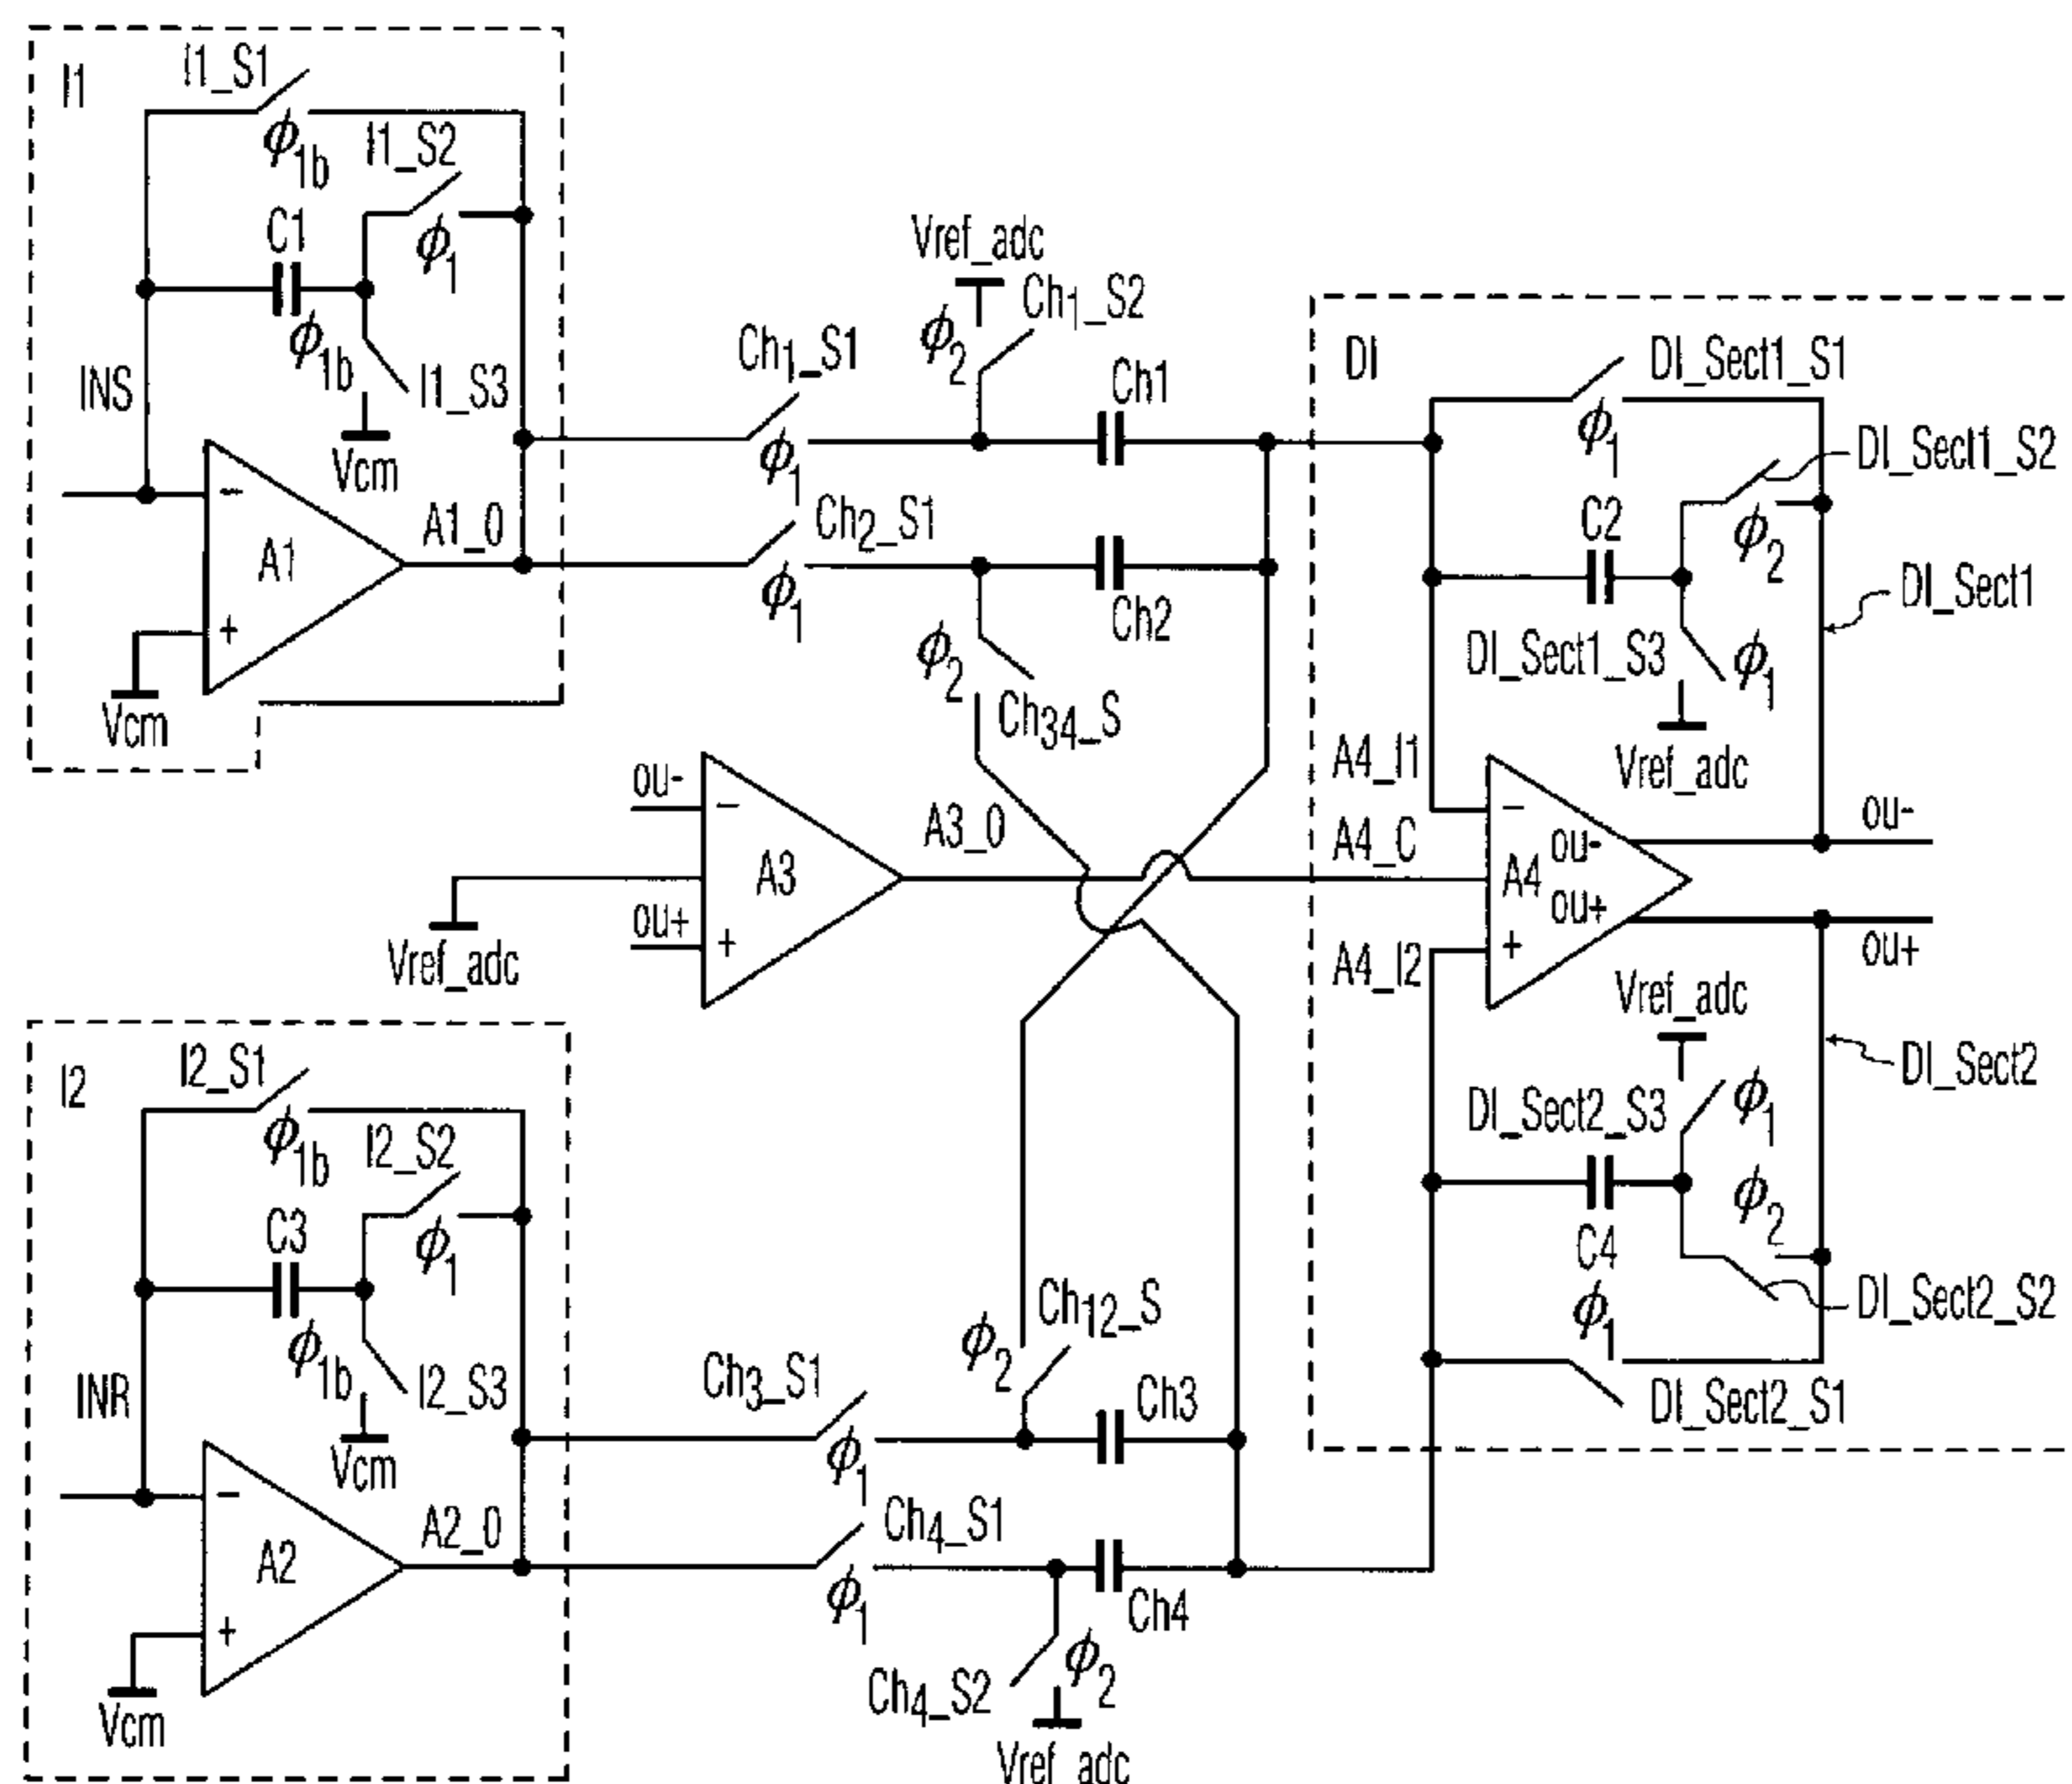 I1
I1_S1
ϕ1b
I1_S2
ϕ1
C1
ϕ1b
I1_S3
Vcm
INS
−
A1
+
Vcm
A1_0
Ch1_S1
ϕ1
Ch2_S1
ϕ1
Vref_adc
ϕ2
Ch1_S2
Ch1
Ch2
ϕ2
Ch34_S
ou-
−
A3
ou+
+
Vref_adc
A3_0
DI
DI_Sect1_S1
ϕ1
DI_Sect1_S2
ϕ2
C2
DI_Sect1
DI_Sect1_S3
ϕ1
Vref_adc
A4_I1
A4_C
A4_I2
−
A4
ou-
ou+
+
ou-
ou+
Vref_adc
DI_Sect2
DI_Sect2_S3
ϕ1
ϕ2
C4
DI_Sect2_S2
ϕ1
DI_Sect2_S1
I2
I2_S1
ϕ1b
I2_S2
ϕ1
C3
ϕ1b
I2_S3
Vcm
INR
−
A2
+
Vcm
A2_0
Ch3_S1
ϕ1
Ch4_S1
ϕ1
ϕ2
Ch12_S
Ch3
Ch4
Ch4_S2
ϕ2
Vref_adc